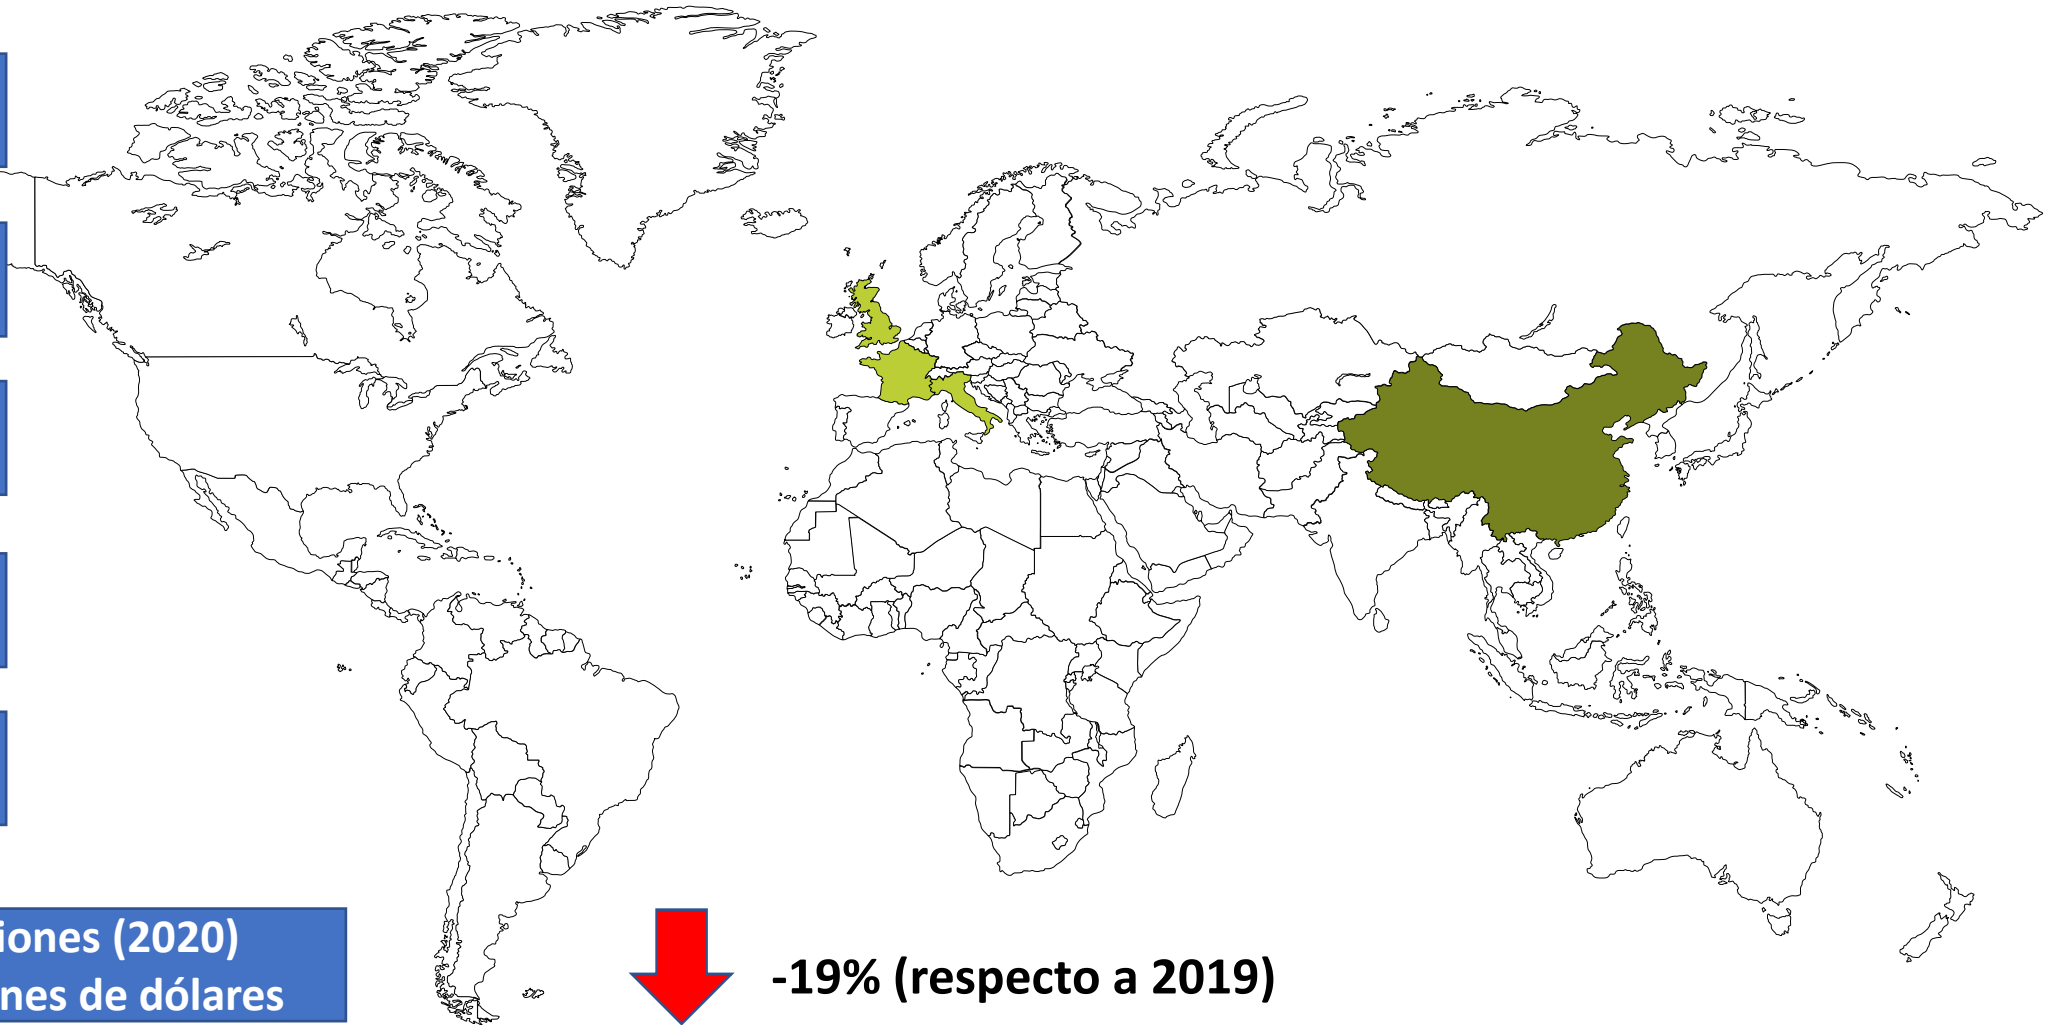 iones (2020)
nes de dólares
-19% (respecto a 2019)